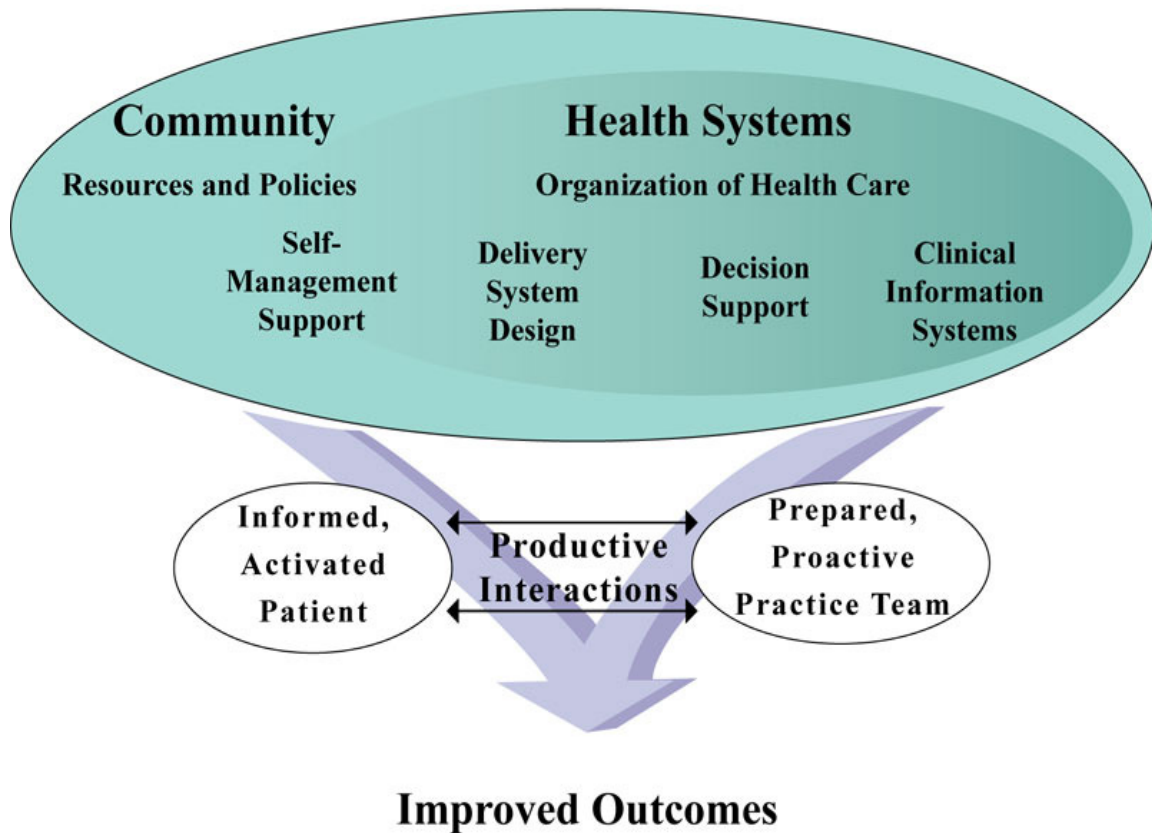 Community
Health Systems
Resources and Policies
Organization of Health Care
Self-
Management
Support
Delivery
System
Design
Decision
Support
Clinical
Information
Systems
Informed,
Activated
Patient
Productive
Interactions
Prepared,
Proactive
Practice Team
Improved Outcomes